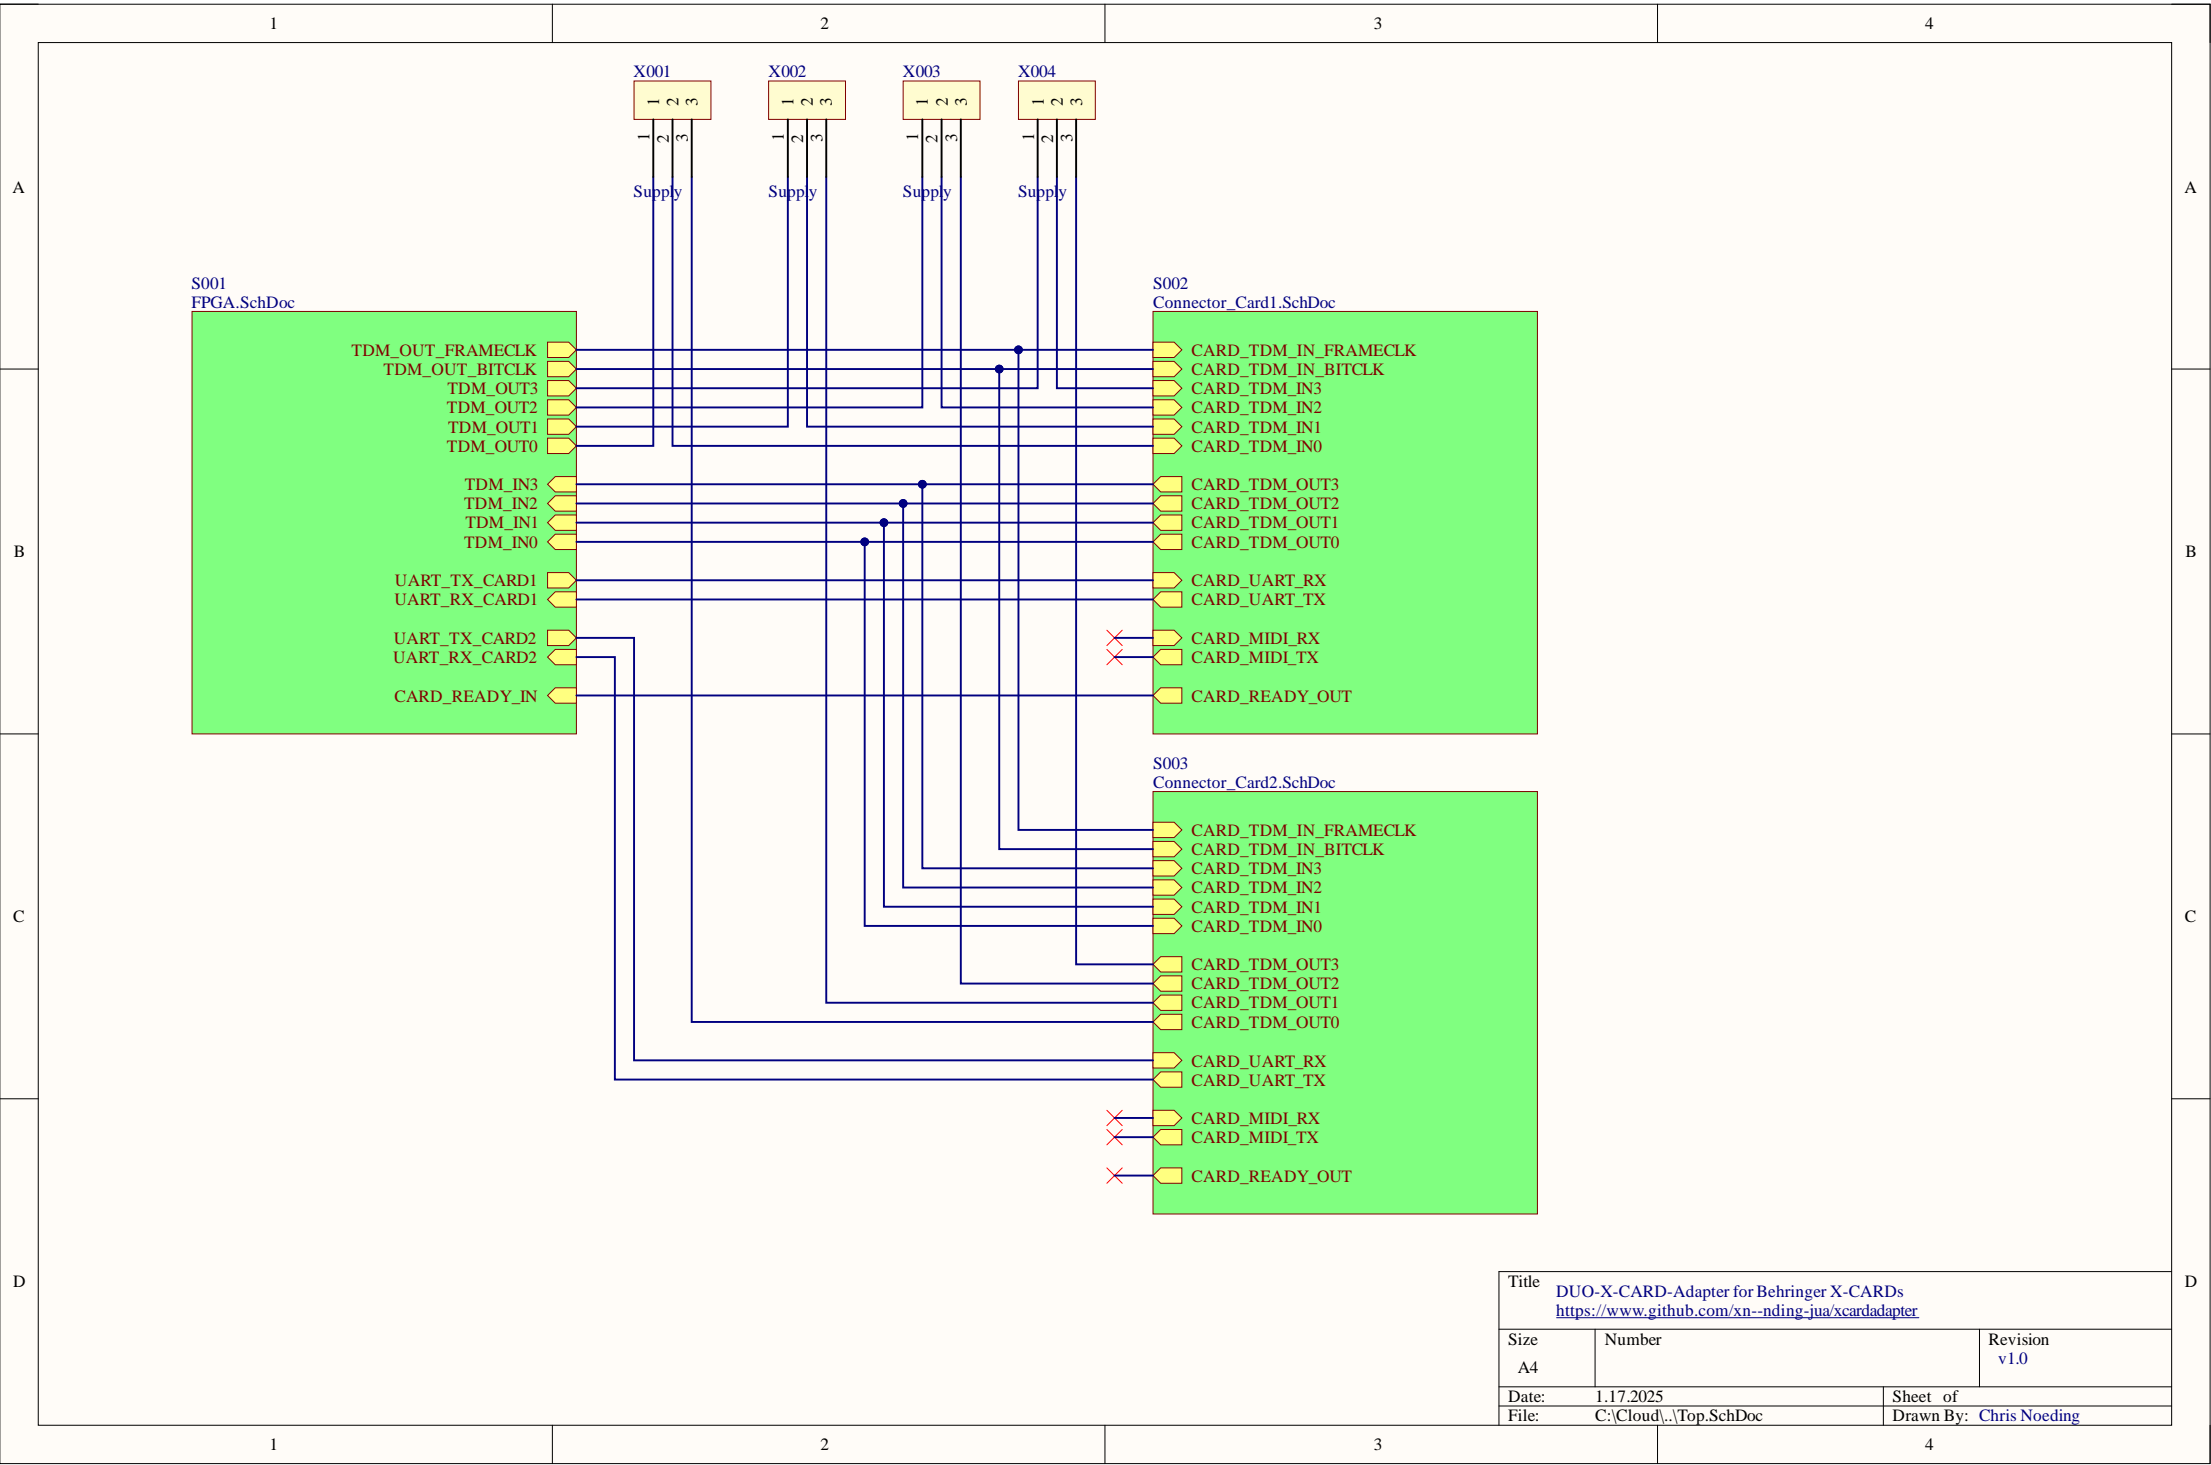 1 2 3 4
X001 X002 X003 X004
1 2 3 1 2 3 1 2 3 1 2 3
1 2 3 1 2 3 1 2 3 1 2 3
A A
Supply Supply Supply Supply
S001
FPGA.SchDoc
TDM_OUT_FRAMECLK
TDM_OUT_BITCLK
TDM_OUT3
TDM_OUT2
TDM_OUT1
TDM_OUT0
TDM_IN3
TDM_IN2
TDM_IN1
TDM_IN0
UART_TX_CARD1
UART_RX_CARD1
UART_TX_CARD2
UART_RX_CARD2
CARD_READY_IN
S002
Connector_Card1.SchDoc
CARD_TDM_IN_FRAMECLK
CARD_TDM_IN_BITCLK
CARD_TDM_IN3
CARD_TDM_IN2
CARD_TDM_IN1
CARD_TDM_IN0
CARD_TDM_OUT3
CARD_TDM_OUT2
CARD_TDM_OUT1
CARD_TDM_OUT0
CARD_UART_RX
CARD_UART_TX
CARD_MIDI_RX
CARD_MIDI_TX
CARD_READY_OUT
B B
S003
Connector_Card2.SchDoc
CARD_TDM_IN_FRAMECLK
CARD_TDM_IN_BITCLK
CARD_TDM_IN3
CARD_TDM_IN2
CARD_TDM_IN1
CARD_TDM_IN0
CARD_TDM_OUT3
CARD_TDM_OUT2
CARD_TDM_OUT1
CARD_TDM_OUT0
CARD_UART_RX
CARD_UART_TX
CARD_MIDI_RX
CARD_MIDI_TX
CARD_READY_OUT
C C
D D
Title
DUO-X-CARD-Adapter for Behringer X-CARDs
https://www.github.com/xn--nding-jua/xcardadapter
Size Number Revision
A4 v1.0
Date: 1.17.2025 Sheet of
File: C:\Cloud\..\Top.SchDoc Drawn By: Chris Noeding
1 2 3 4